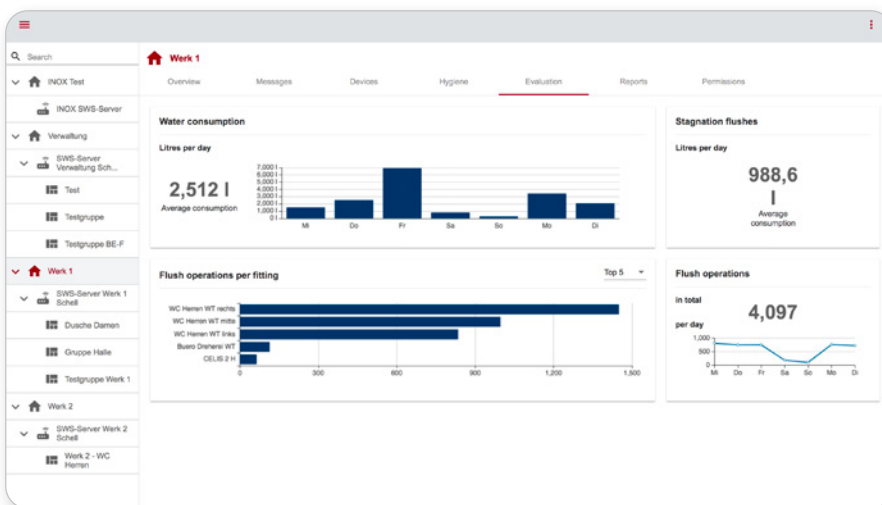 Search
INOX Test
INOX SWS-Server
Verwaltung
SWS-Server
Verwaltung Sch...
Test
Testgruppe
Testgruppe BE-F
Werk 1
SWS-Server Werk 1
Schell
Dusche Damen
Gruppe Halle
Testgruppe Werk 1
Werk 2
SWS-Server Werk 2
Schell
Werk 2 - WC
Herren
Werk 1
Overview Messages Devices Hygiene Evaluation Reports Permissions
Water consumption
Litres per day
2,512 l
Average consumption
7,000 l
6,000 l
5,000 l
4,000 l
3,000 l
2,000 l
1,000 l
0 l
Mi Do Fr Sa So Mo Di
Stagnation flushes
Litres per day
988,6
l
Average
consumption
Flush operations per fitting
Top 5
WC Herren WT rechts
WC Herren WT mitte
WC Herren WT links
Buero Dreherei WT
CELIS 2 H
0 300 600 900 1,200 1,500
Flush operations
in total
4,097
per day
1,000
500
0
Mi Do Fr Sa So Mo Di